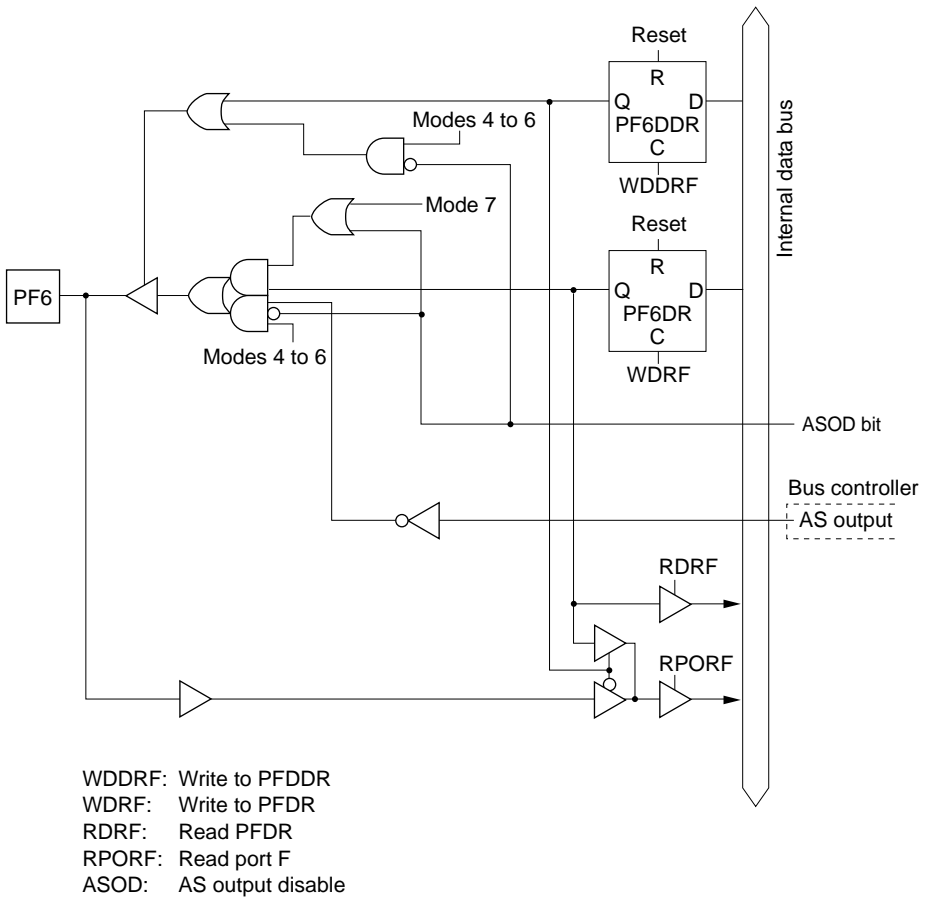 Reset
R
Q D
PF6DDR
C
WDDRF
Internal data bus
Modes 4 to 6
Mode 7
Reset
R
Q D
PF6DR
C
WDRF
PF6
Modes 4 to 6
ASOD bit
Bus controller
AS output
RDRF
RPORF
WDDRF: Write to PFDDR
WDRF: Write to PFDR
RDRF: Read PFDR
RPORF: Read port F
ASOD: AS output disable